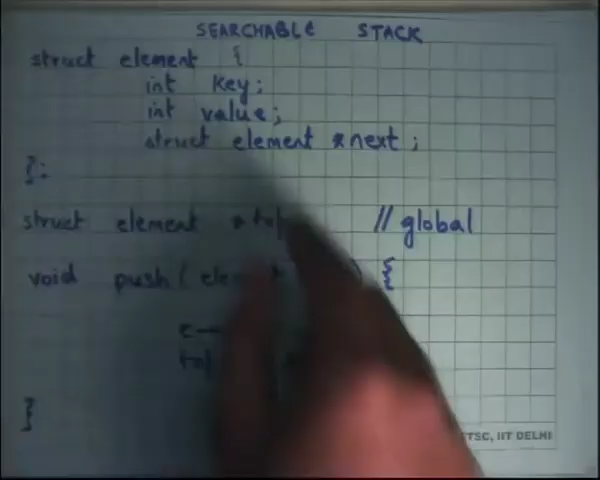 SEARCHABLE STACK
struct element {
int key;
int value;
struct element *next;
};
struct element *top // global
void push( {
e→
}
TSC, IIT DELHI